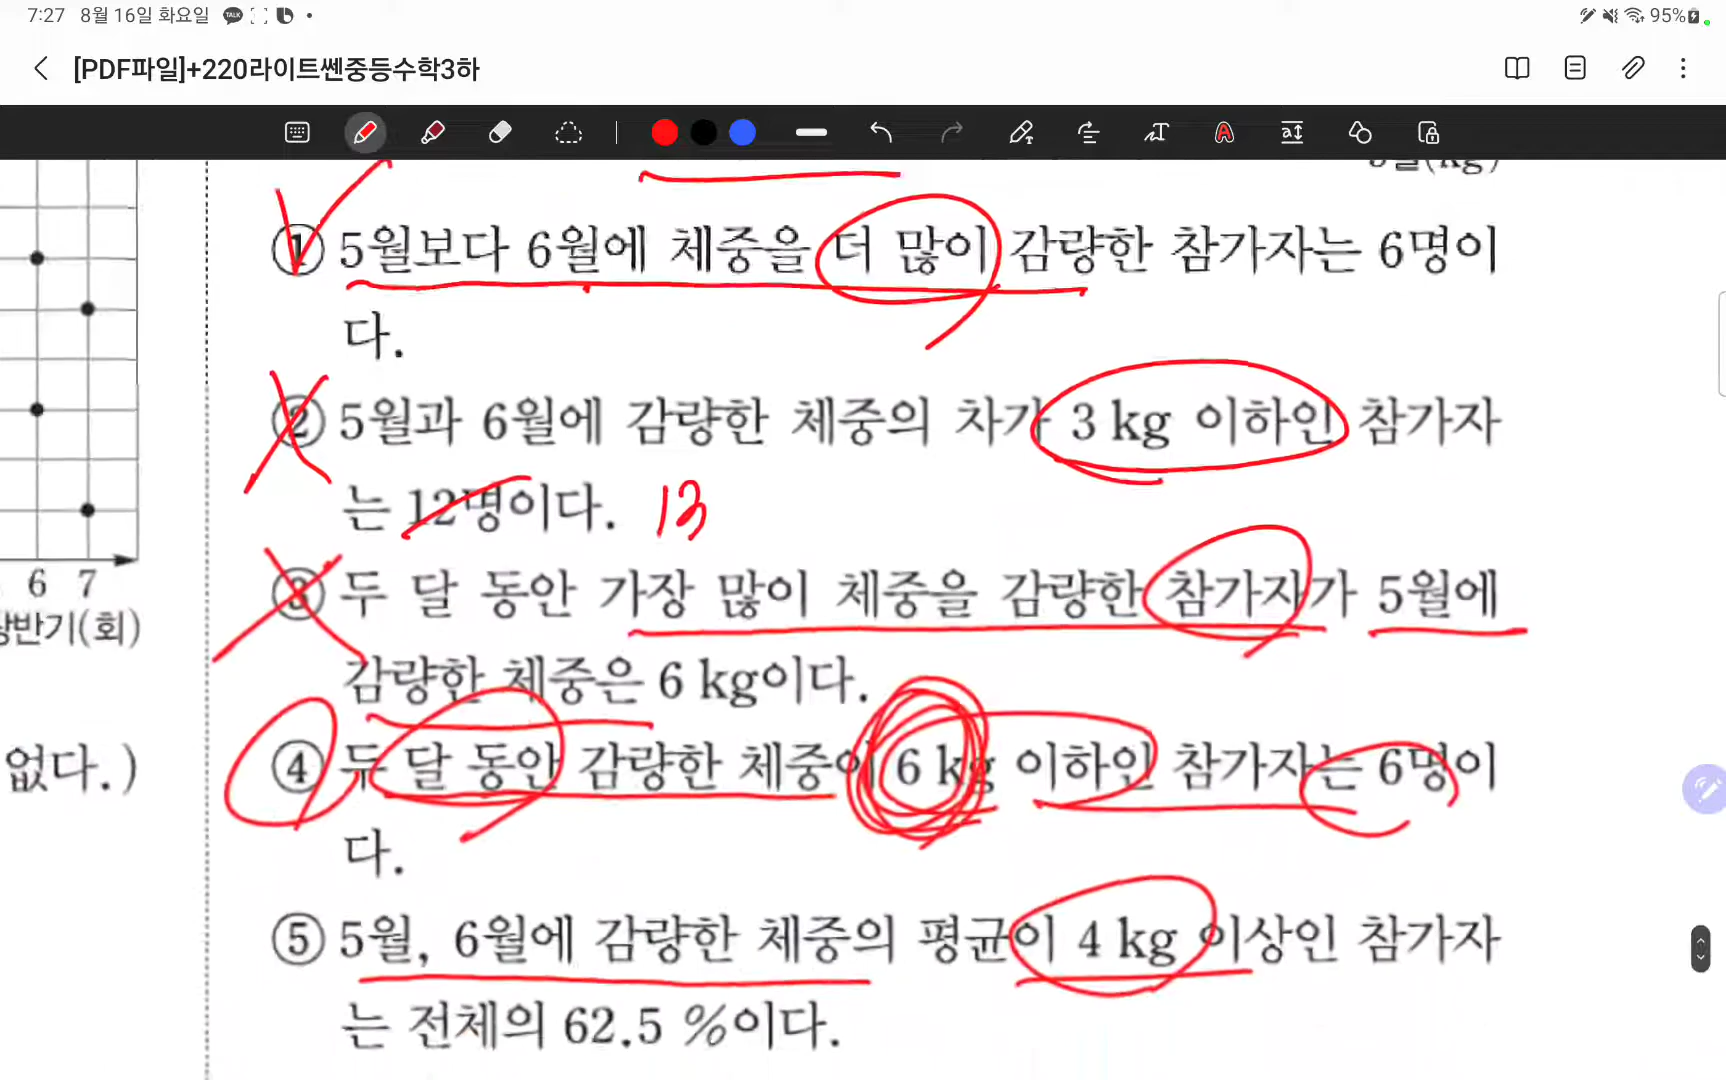 7:27 8월 16일 화요일 TALK
95%
[PDF파일]+220라이트쎈중등수학3하
① 5월보다 6월에 체중을 더 많이 감량한 참가자는 6명이
다.
② 5월과 6월에 감량한 체중의 차가 3 kg 이하인 참가자
는 12명이다. 13
③ 두 달 동안 가장 많이 체중을 감량한 참가자가 5월에
감량한 체중은 6 kg이다.
④ 두 달 동안 감량한 체중이 6 kg 이하인 참가자는 6명이
다.
⑤ 5월, 6월에 감량한 체중의 평균이 4 kg 이상인 참가자
는 전체의 62.5 %이다.
6 7
반기(회)
없다.)